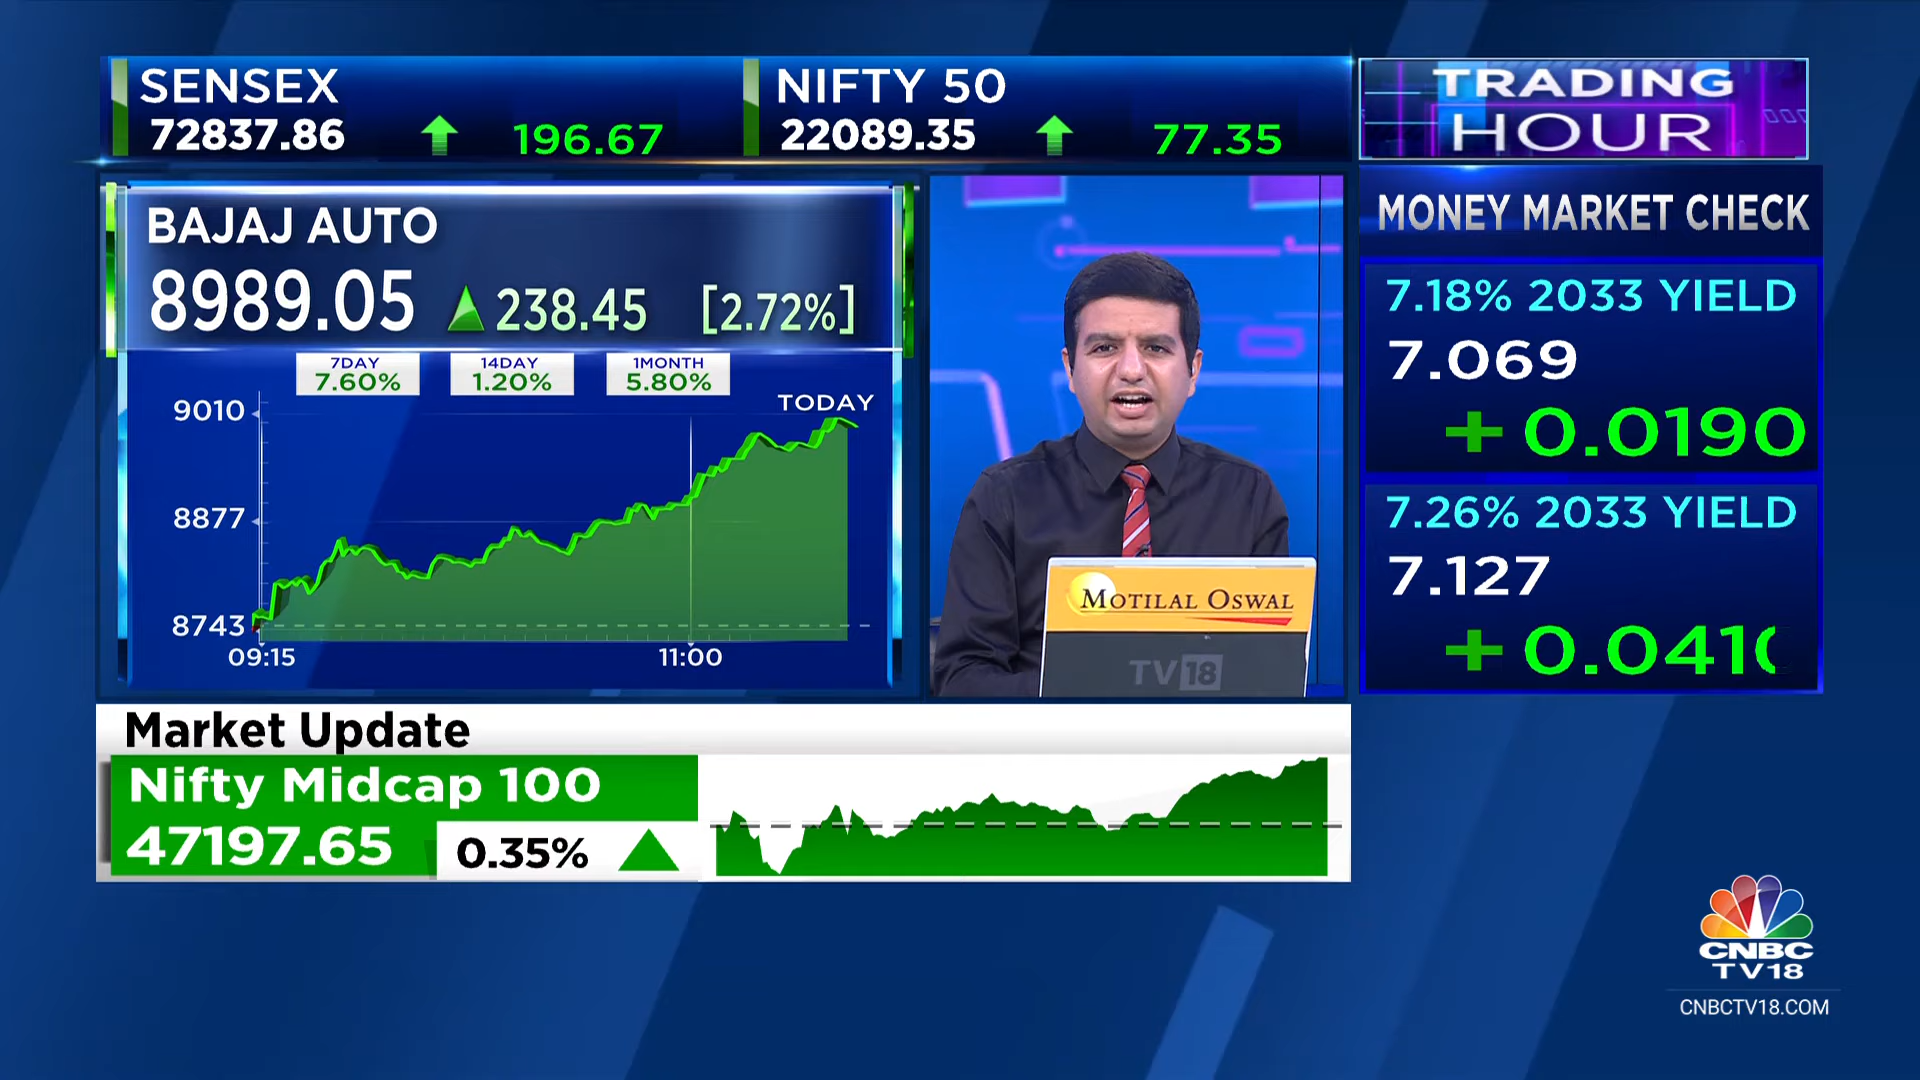 SENSEX
72837.86 196.67
NIFTY 50
22089.35 77.35
TRADING
HOUR
BAJAJ AUTO
8989.05 238.45 [2.72%]
7DAY
7.60%
14DAY
1.20%
1MONTH
5.80%
TODAY
9010
8877
8743
09:15 11:00
MOTILAL OSWAL
TV18
MONEY MARKET CHECK
7.18% 2033 YIELD
7.069
+ 0.0190
7.26% 2033 YIELD
7.127
+ 0.041
Market Update
Nifty Midcap 100
47197.65 0.35%
CNBC
TV18
CNBCTV18.COM